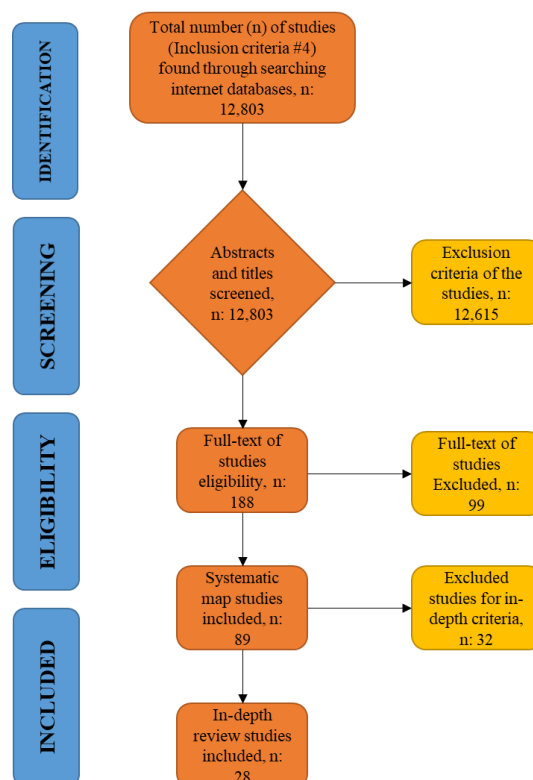 IDENTIFICATION
Total number (n) of studies
(Inclusion criteria #4)
found through searching
internet databases, n:
12,803
SCREENING
Abstracts
and titles
screened,
n: 12,803
Exclusion
criteria of the
studies, n:
12,615
ELIGIBILITY
Full-text of
studies
eligibility, n:
188
Full-text of
studies
Excluded, n:
99
Systematic
map studies
included, n:
89
Excluded
studies for in-
depth criteria,
n: 32
INCLUDED
In-depth
review studies
included, n:
28